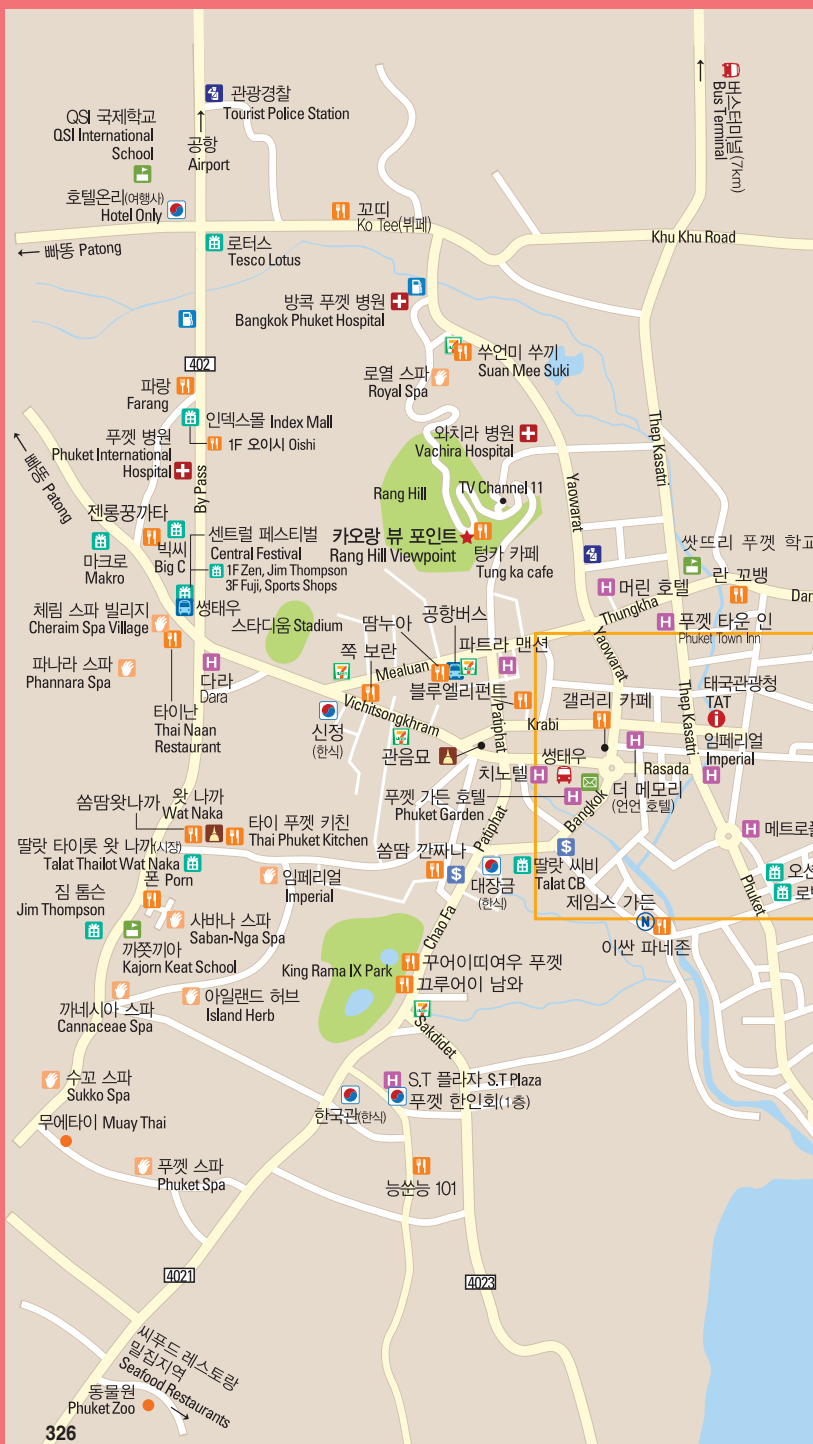 관광경찰
Tourist Police Station
QSI 국제학교
QSI International
School
공항
Airport
버스터미널(7km)
Bus Terminal
호텔온리(여행사)
Hotel Only
꼬띠
Ko Tee(뷔페)
← 빠똥 Patong
로터스
Tesco Lotus
Khu Khu Road
방콕 푸껫 병원
Bangkok Phuket Hospital
402
쑤언미 쑤끼
Suan Mee Suki
로열 스파
Royal Spa
파랑
Farang
인덱스몰 Index Mall
1F 오이시 Oishi
푸껫 병원
Phuket International
Hospital
By Pass
← 빠똥 Patong
와치라 병원
Vachira Hospital
TV Channel 11
Rang Hill
카오랑 뷰 포인트
Rang Hill Viewpoint
텅카 카페
Tung ka cafe
Yaowarat
Thep Kasatri
젠롱꿍까타
마크로
Makro
빅씨
Big C
센트럴 페스티벌
Central Festival
1F Zen, Jim Thompson
3F Fuji, Sports Shops
쌋뜨리 푸껫 학교
머린 호텔
란 꼬뱅
Dam
Thungkha
푸껫 타운 인
Phuket Town Inn
체림 스파 빌리지
Cheraim Spa Village
썽태우
스타디움 Stadium
땀누아
공항버스
파트라 맨션
쪽 보란
Mealuan
Yaowarat
파나라 스파
Phannara Spa
다라
Dara
블루엘리펀트
Patiphat
갤러리 카페
Thep Kasatri
태국관광청
TAT
타이난
Thai Naan
Restaurant
신정
(한식)
Vichitsongkhram
Krabi
관음묘
임페리얼
Imperial
치노텔
썽태우
Rasada
더 메모리
(언언 호텔)
푸껫 가든 호텔
Phuket Garden
Bangkok
메트로폴
쏨땀왓나까
왓 나까
Wat Naka
타이 푸껫 키친
Thai Phuket Kitchen
Patiphat
딸랏 타이롯 왓 나까(시장)
Talat Thailot Wat Naka
쏨땀 깐짜나
딸랏 씨비
Talat CB
임페리얼
Imperial
대장금
(한식)
제임스 가든
Phuket
오션
로빈
폰 Porn
짐 톰슨
Jim Thompson
사바나 스파
Saban-Nga Spa
까쯧끼아
Kajorn Keat School
Chao Fa
이싼 파네존
King Rama IX Park
꾸어이띠여우 푸껫
끄루어이 남와
까네시아 스파
Cannaceae Spa
아일랜드 허브
Island Herb
Sakdidet
수꼬 스파
Sukko Spa
S.T 플라자 S.T Plaza
푸껫 한인회(1층)
한국관(한식)
무에타이 Muay Thai
푸껫 스파
Phuket Spa
능쑨능 101
4021
4023
씨푸드 레스토랑
밀집지역
Seafood Restaurants
동물원
Phuket Zoo
326